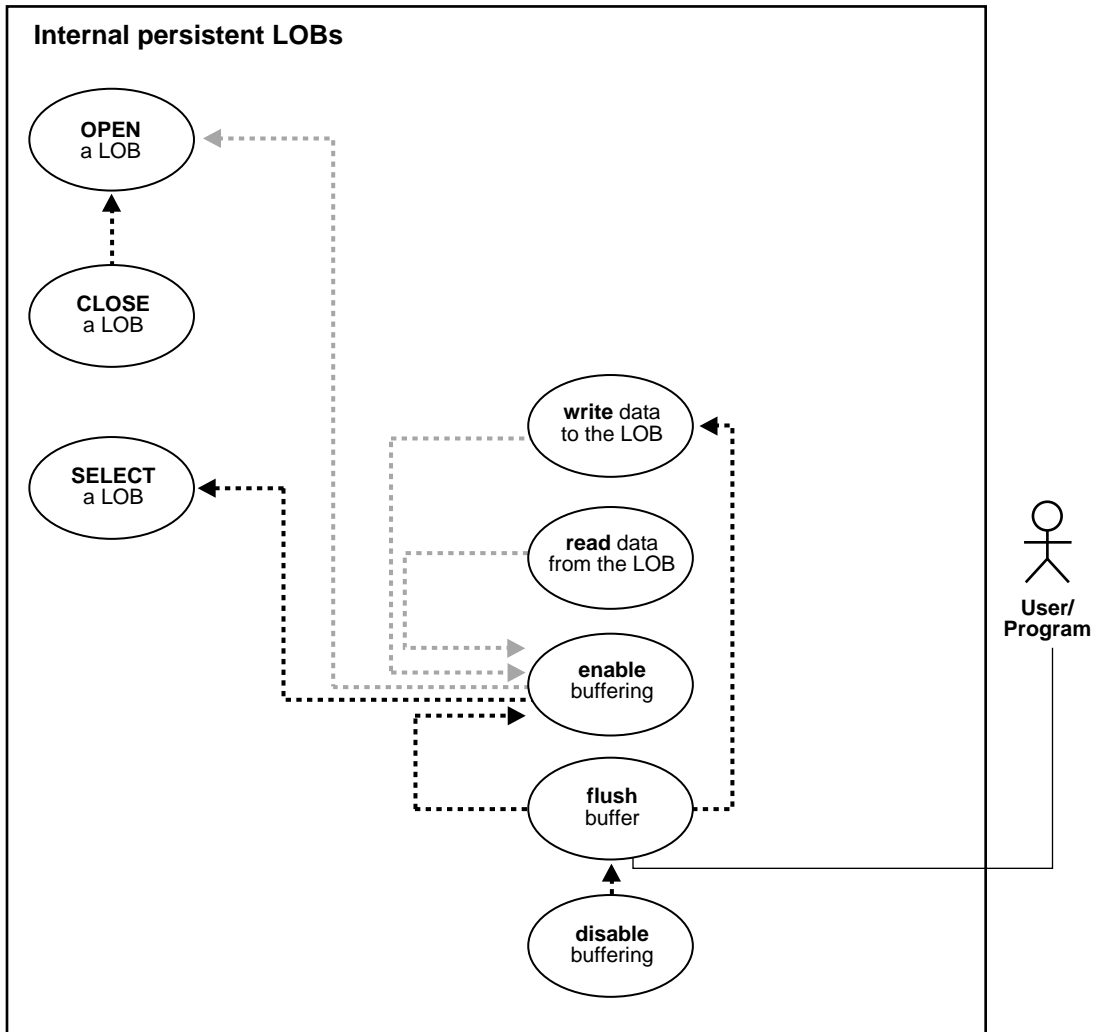 Internal persistent LOBs
OPEN
a LOB
CLOSE
a LOB
write data
to the LOB
SELECT
a LOB
read data
from the LOB
User/
Program
enable
buffering
flush
buffer
disable
buffering